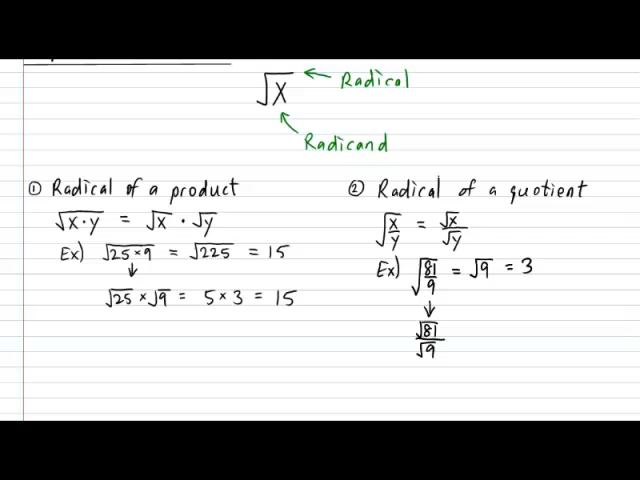 √X ← Radical
Radicand
① Radical of a product
√X·y = √X · √y
Ex) √25×9 = √225 = 15
√25 × √9 = 5 × 3 = 15
② Radical of a quotient
√X/y = √X/√y
Ex) √81/9 = √9 = 3
√81/√9